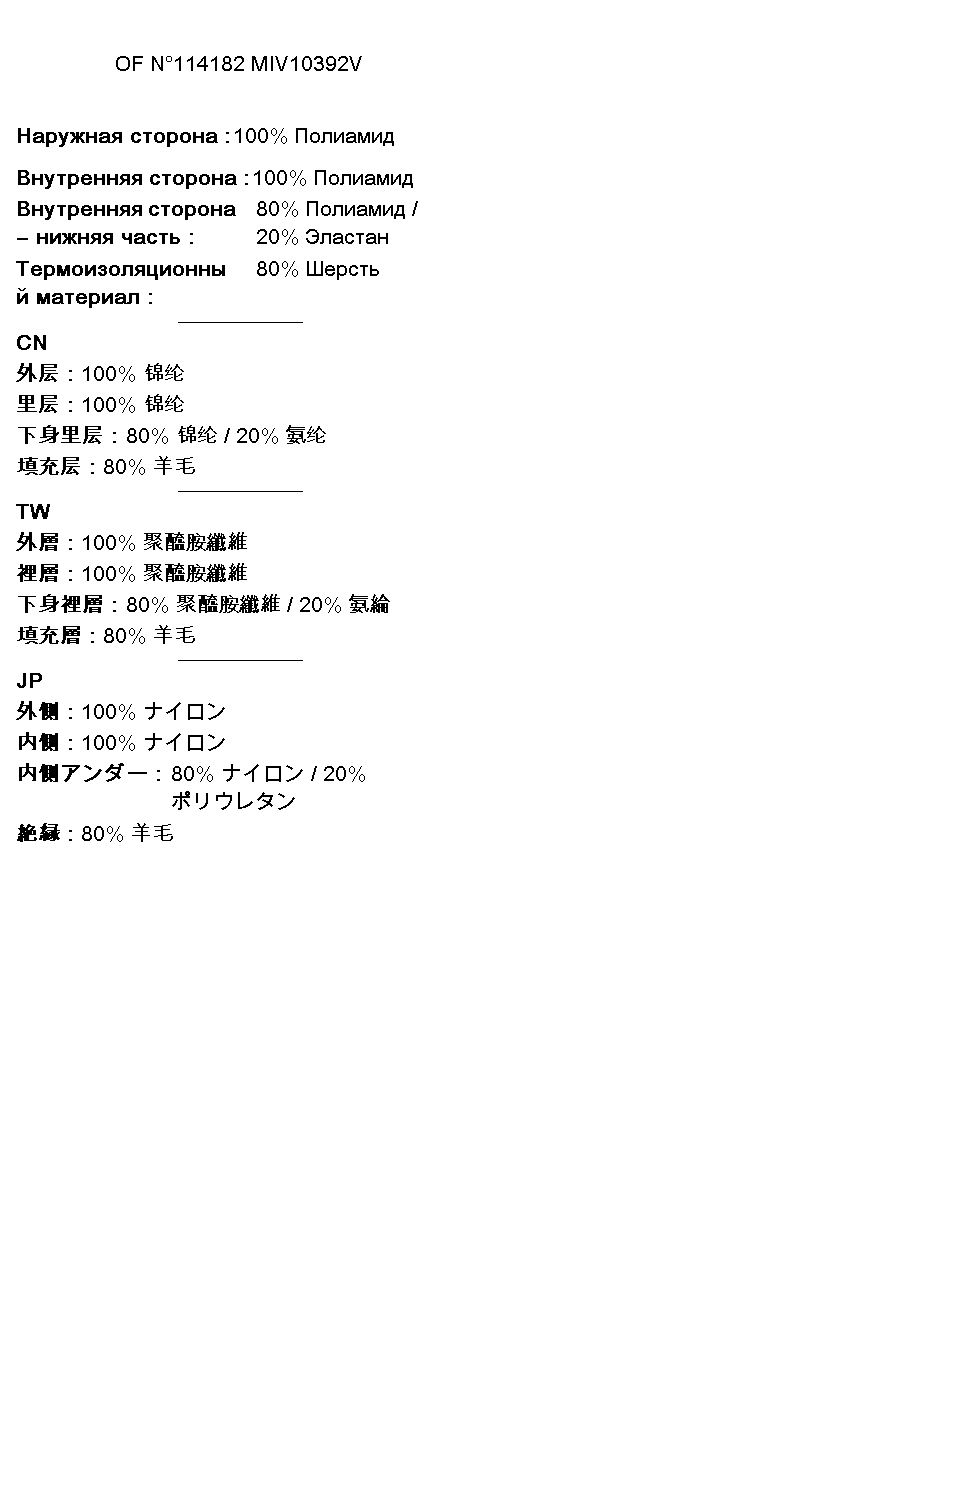 OF N°114182 MIV10392V
Наружная сторона : 100% Полиамид
Внутренняя сторона : 100% Полиамид
Внутренняя сторона 80% Полиамид /
– нижняя часть : 20% Эластан
Термоизоляционны 80% Шерсть
й материал :
CN
外层 : 100% 锦纶
里层 : 100% 锦纶
下身里层 : 80% 锦纶 / 20% 氨纶
填充层 : 80% 羊毛
TW
外層 : 100% 聚醯胺纖維
裡層 : 100% 聚醯胺纖維
下身裡層 : 80% 聚醯胺纖維 / 20% 氨綸
填充層 : 80% 羊毛
JP
外側 : 100% ナイロン
内側 : 100% ナイロン
内側アンダー : 80% ナイロン / 20%
ポリウレタン
絶縁 : 80% 羊毛